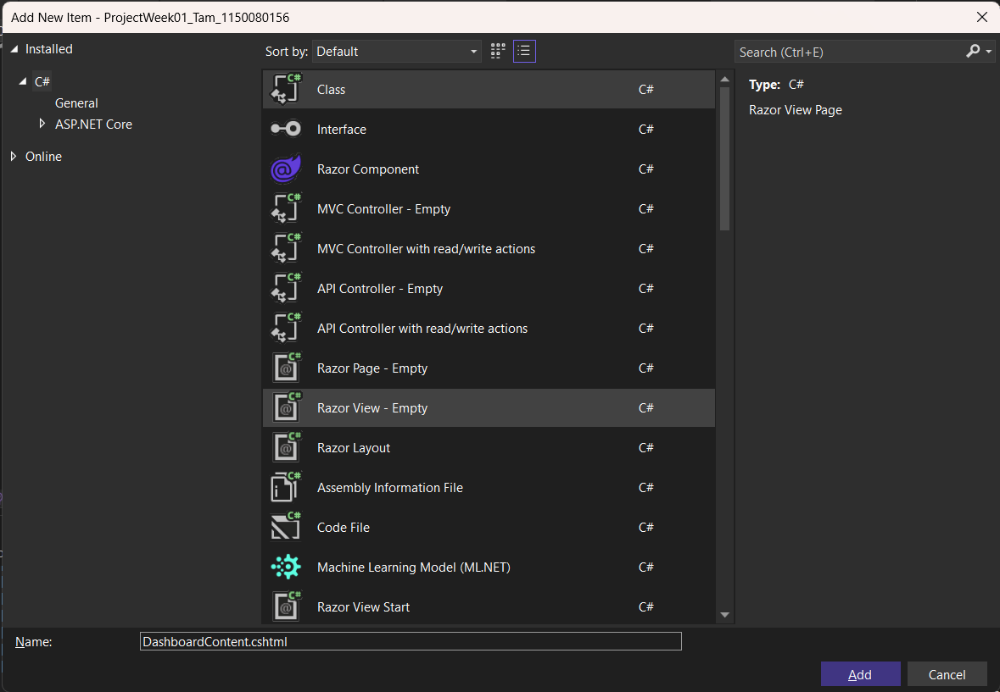 Add New Item - ProjectWeek01_Tam_1150080156
Installed
C#
General
ASP.NET Core
Online
Sort by: Default
Search (Ctrl+E)
Class C#
Interface C#
Razor Component C#
MVC Controller - Empty C#
MVC Controller with read/write actions C#
API Controller - Empty C#
API Controller with read/write actions C#
Razor Page - Empty C#
Razor View - Empty C#
Razor Layout C#
Assembly Information File C#
Code File C#
Machine Learning Model (ML.NET) C#
Razor View Start C#
Type: C#
Razor View Page
Name: DashboardContent.cshtml
Add Cancel